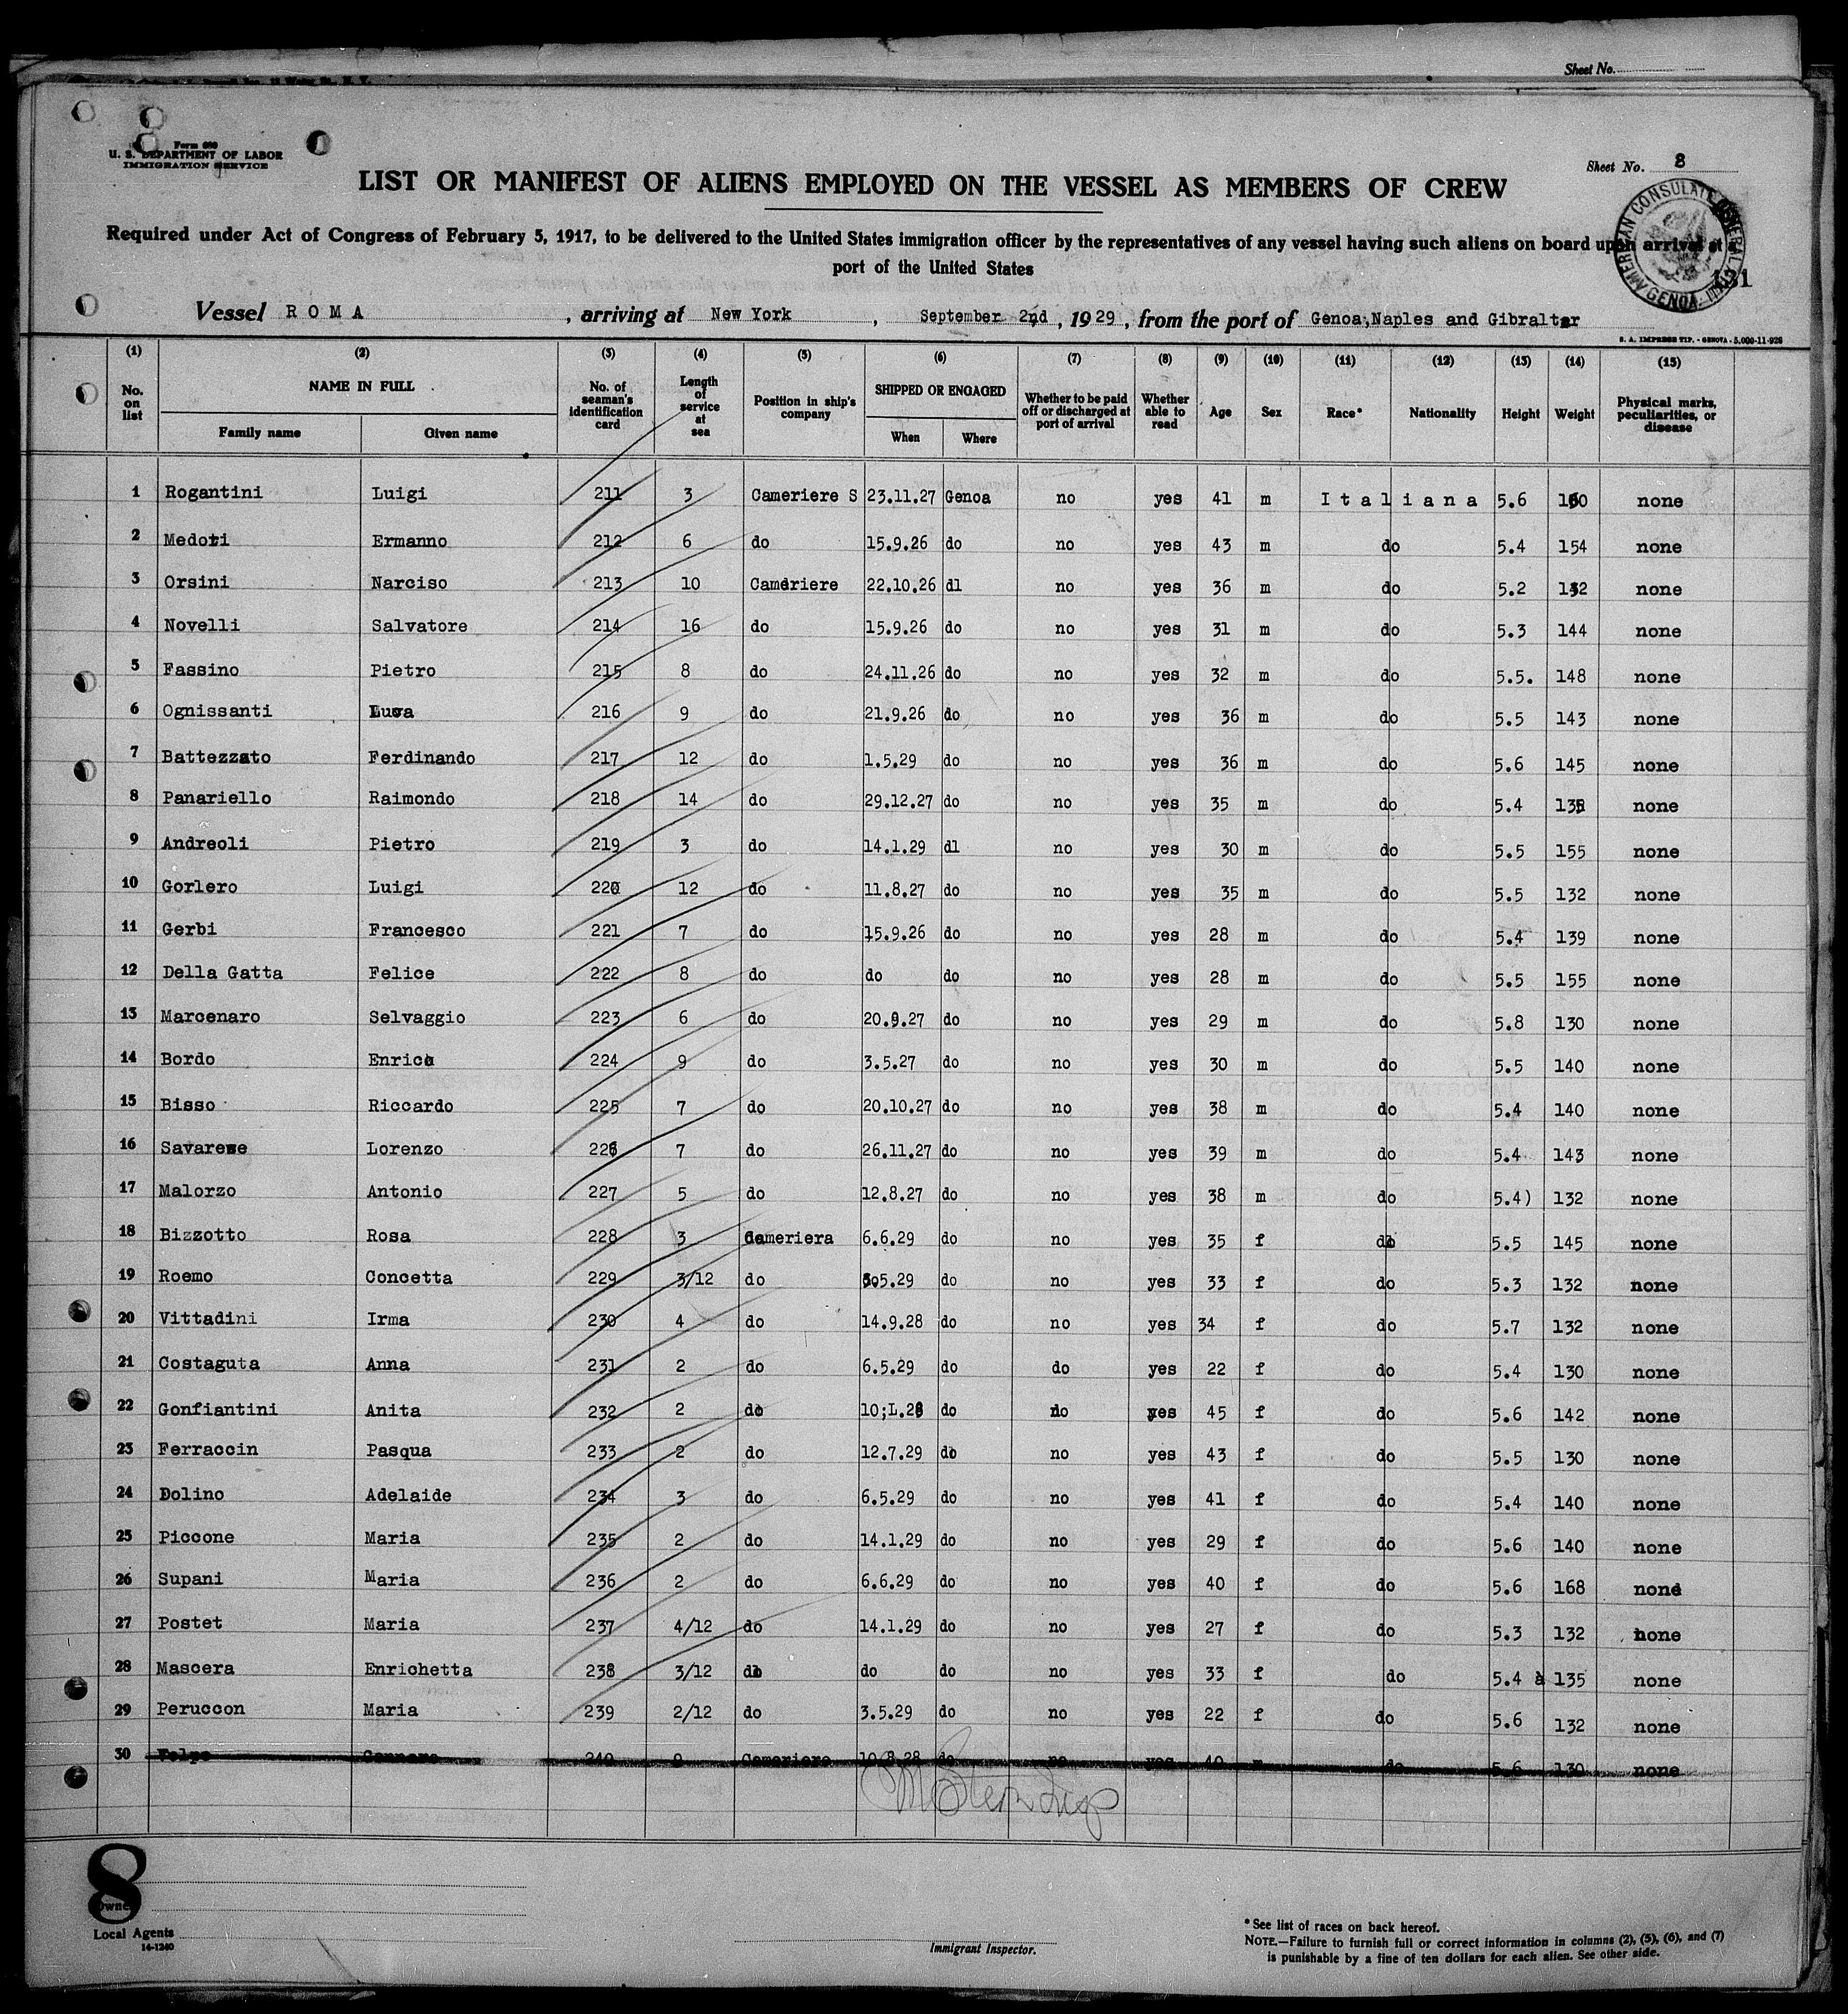 Sheet No.
8
Form 680
U. S. DEPARTMENT OF LABOR
IMMIGRATION SERVICE
Sheet No. 8
LIST OR MANIFEST OF ALIENS EMPLOYED ON THE VESSEL AS MEMBERS OF CREW
AMERICAN CONSULATE GENERAL GENOA, ITALY
Required under Act of Congress of February 5, 1917, to be delivered to the United States immigration officer by the representatives of any vessel having such aliens on board upon arrival at a
port of the United States
Vessel ROMA, arriving at New York, September 2nd, 1929, from the port of Genoa,Naples and Gibraltar
S. A. IMPRESE TIP. - GENOVA - 5.000-11-928
(1) (2) (3) (4) (5) (6) (7) (8) (9) (10) (11) (12) (13) (14) (15)
No. on list NAME IN FULL Family name Given name No. of seaman's identification card Length of service at sea Position in ship's company SHIPPED OR ENGAGED When Where Whether to be paid off or discharged at port of arrival Whether able to read Age Sex Race* Nationality Height Weight Physical marks, peculiarities, or disease
1 Rogantini Luigi 211 3 Cameriere S 23.11.27 Genoa no yes 41 m Italiana 5.6 160 none
2 Medori Ermanno 212 6 do 15.9.26 do no yes 43 m do 5.4 154 none
3 Orsini Narciso 213 10 Cameriere 22.10.26 dl no yes 36 m do 5.2 132 none
4 Novelli Salvatore 214 16 do 15.9.26 do no yes 31 m do 5.3 144 none
5 Fassino Pietro 215 8 do 24.11.26 do no yes 32 m do 5.5. 148 none
6 Ognissanti Luca 216 9 do 21.9.26 do no yes 36 m do 5.5 143 none
7 Battezzato Ferdinando 217 12 do 1.5.29 do no yes 36 m do 5.6 145 none
8 Panariello Raimondo 218 14 do 29.12.27 do no yes 35 m do 5.4 none
9 Andreoli Pietro 219 3 do 14.1.29 dl no yes 30 m do 5.5 155 none
10 Gorlero Luigi 220 12 do 11.8.27 do no yes 35 m do 5.5 132 none
11 Gerbi Francesco 221 7 do 15.9.26 do no yes 28 m do 5.4 139 none
12 Della Gatta Felice 222 8 do do do no yes 28 m do 5.5 155 none
13 Marcenaro Selvaggio 223 6 do 20.9.27 do no yes 29 m do 5.8 130 none
14 Bordo Enrico 224 9 do 3.5.27 do no yes 30 m do 5.5 140 none
15 Bisso Riccardo 225 7 do 20.10.27 do no yes 38 m do 5.4 140 none
16 Savarese Lorenzo 226 7 do 26.11.27 do no yes 39 m do 5.4 143 none
17 Malorzo Antonio 227 5 do 12.8.27 do no yes 38 m do 5.4) 132 none
18 Bizzotto Rosa 228 3 Cameriera 6.6.29 do no yes 35 f do 5.5 145 none
19 Roemo Concetta 229 3/12 do do no yes 33 f do 5.3 132 none
20 Vittadini Irma 230 4 do 14.9.28 do no yes 34 f do 5.7 132 none
21 Costaguta Anna 231 2 do 6.5.29 do do yes 22 f do 5.4 130 none
22 Gonfiantini Anita 232 2 do 10;L.28 do no yes 45 f do 5.6 142 none
23 Ferraccin Pasqua 233 2 do 12.7.29 do no yes 43 f do 5.5 130 none
24 Dolino Adelaide 234 3 do 6.5.29 do no yes 41 f do 5.4 140 none
25 Piccone Maria 235 2 do 14.1.29 do no yes 29 f do 5.6 140 none
26 Supani Maria 236 2 do 6.6.29 do no yes 40 f do 5.6 168 none
27 Postet Maria 237 4/12 do 14.1.29 do no yes 27 f do 5.3 132 none
28 Mascera Enrichetta 238 3/12 do do do no yes 33 f do 5.4 135 none
29 Peruccon Maria 239 2/12 do 3.5.29 do no yes 22 f do 5.6 132 none
30 Volpe Gennaro 240 9 Cameriere 10.8.28 do no yes 40 m do 5.6 130 none
8
Owner
Local Agents
14-1240
Immigrant Inspector.
*See list of races on back hereof.
NOTE.—Failure to furnish full or correct information in columns (2), (5), (6), and (7)
is punishable by a fine of ten dollars for each alien. See other side.